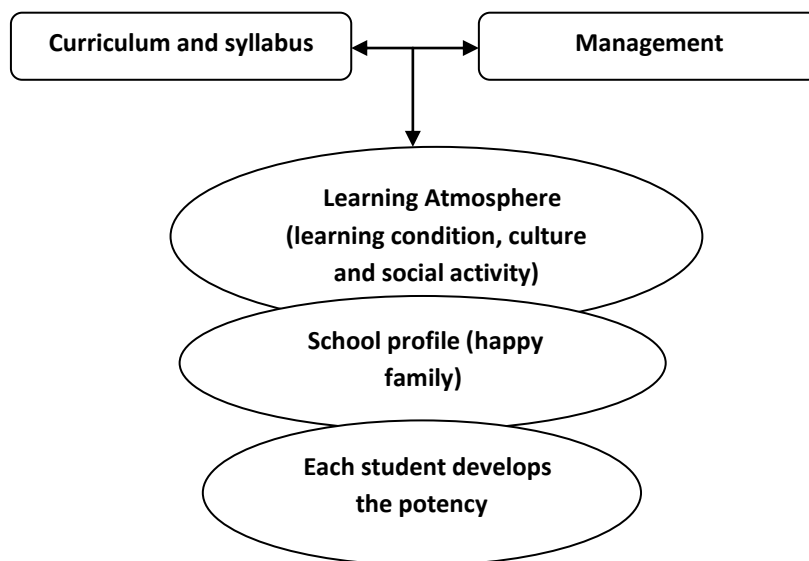 Curriculum and syllabus
Management
Learning Atmosphere
(learning condition, culture
and social activity)
School profile (happy
family)
Each student develops
the potency